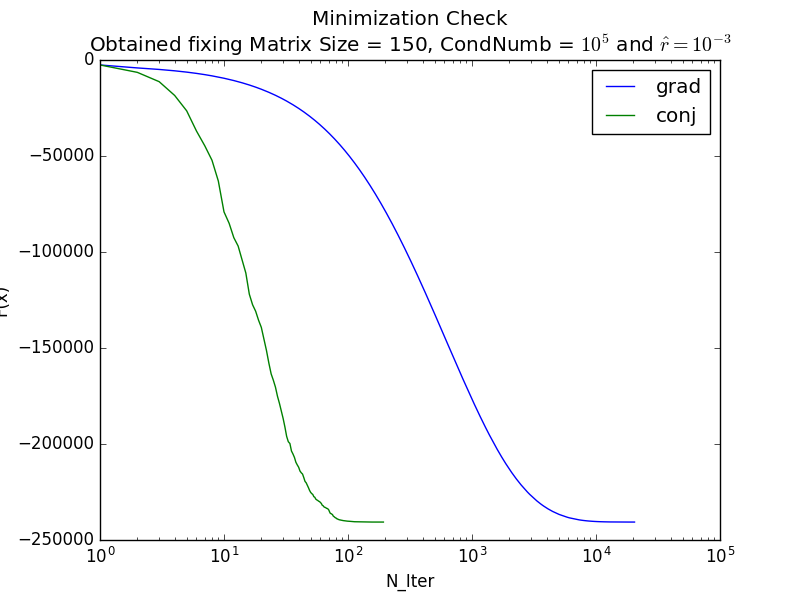 Minimization Check
Obtained fixing Matrix Size = 150, CondNumb = $10^5$ and $\hat{r} = 10^{-3}$
0
−50000
−100000
−150000
−200000
−250000
grad
conj
10^0
10^1
10^2
10^3
10^4
10^5
N_Iter